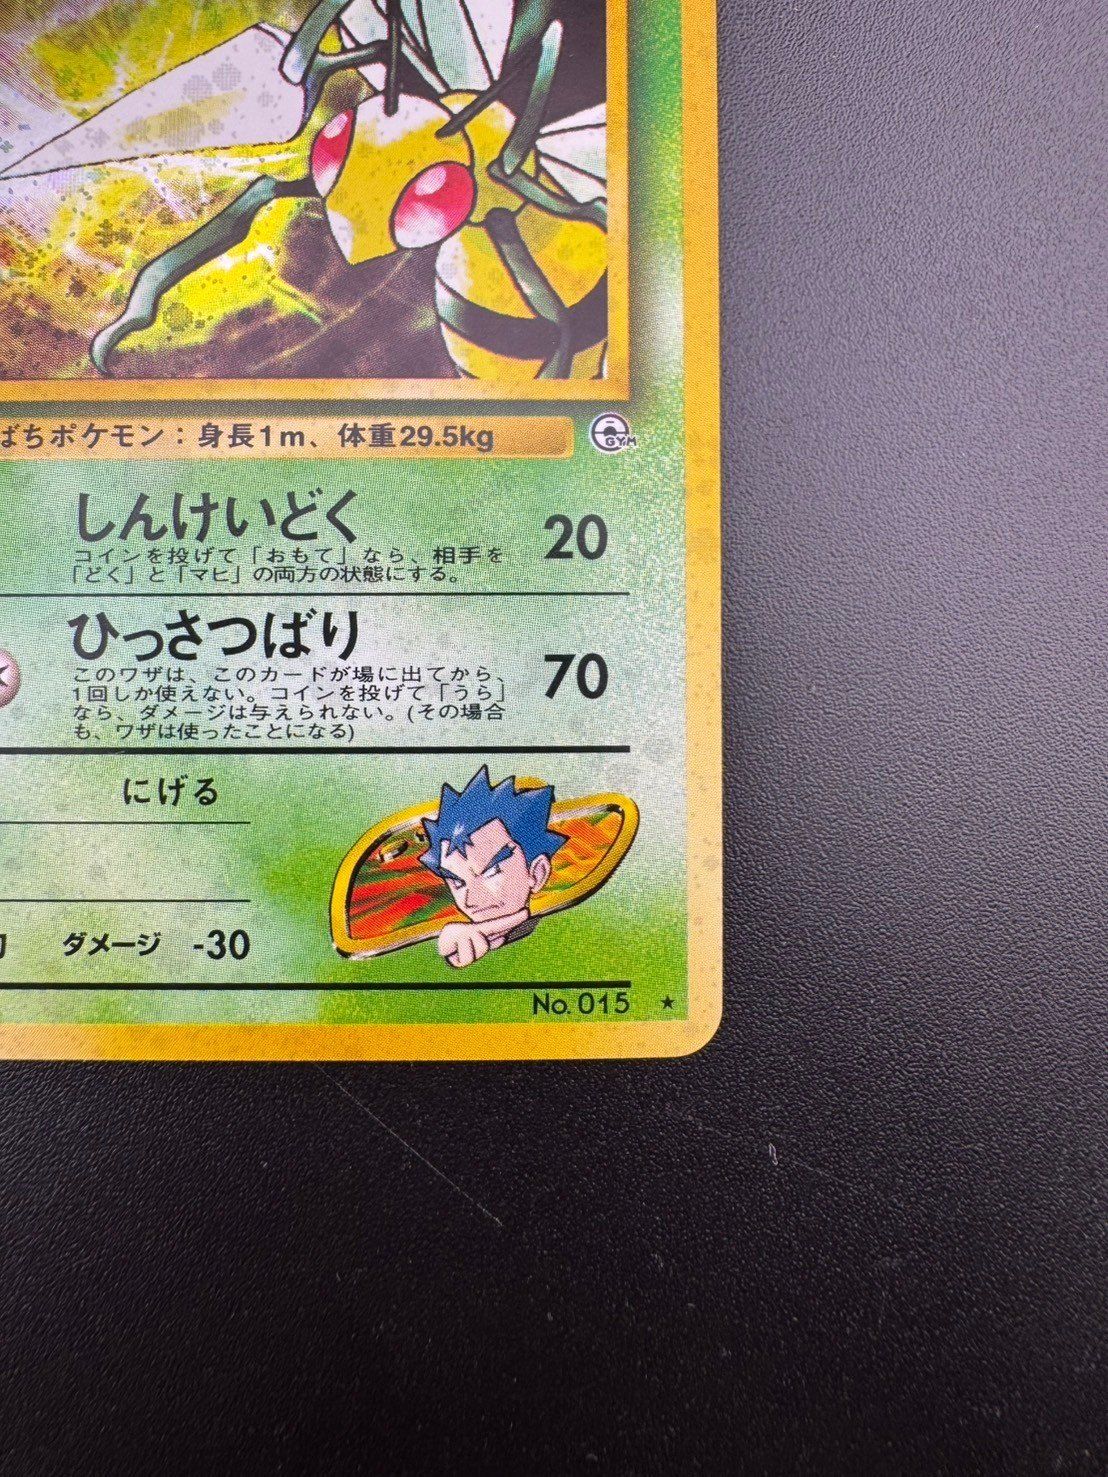 ばちポケモン：身長1m、体重29.5kg
GYM
しんけいどく 20
コインを投げて「おもて」なら、相手を
「どく」と「マヒ」の両方の状態にする。
ひっさつばり 70
このワザは、このカードが場に出てから、
1回しか使えない。コインを投げて「うら」
なら、ダメージは与えられない。(その場合
も、ワザは使ったことになる)
にげる
ダメージ -30
No. 015 ★